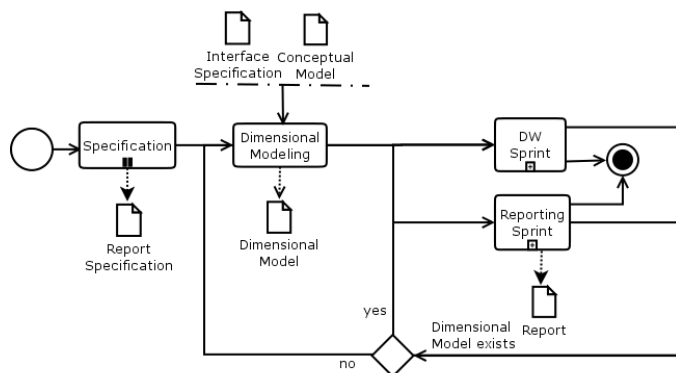 Interface
Specification
Conceptual
Model
Specification
Dimensional
Modeling
DW
Sprint
Report
Specification
Dimensional
Model
Reporting
Sprint
Report
yes
no
Dimensional
Model exists